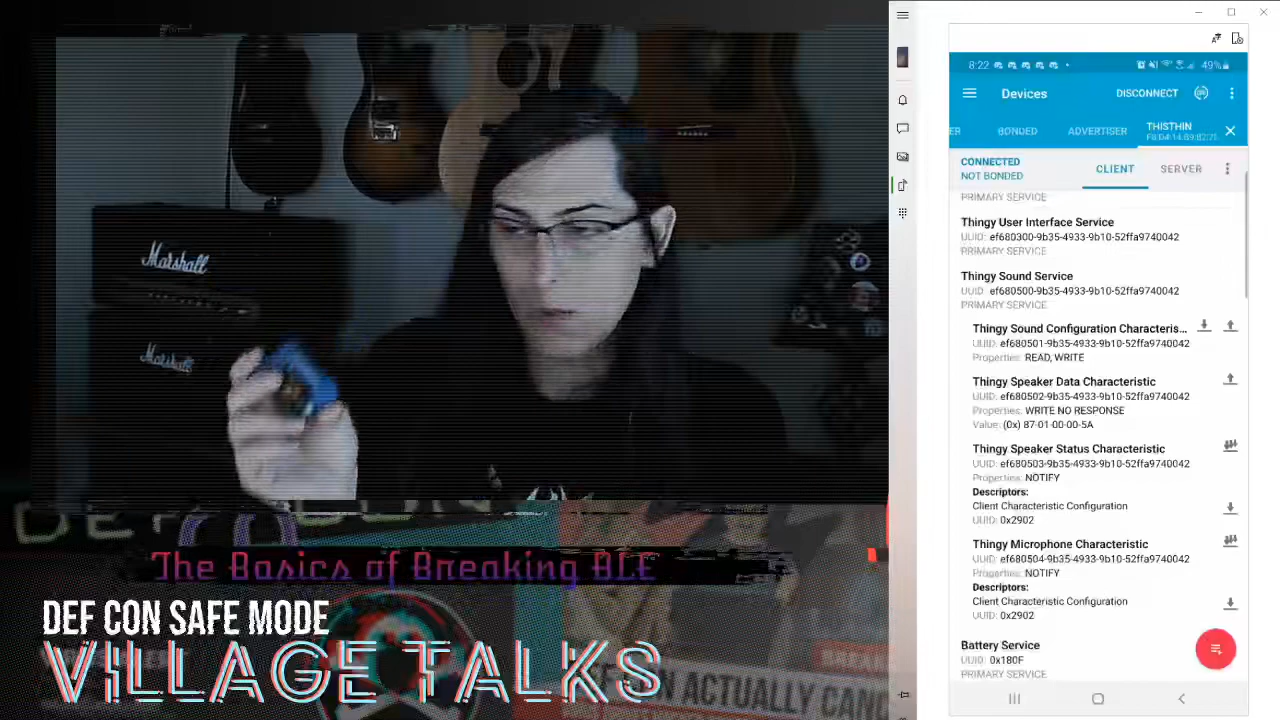 Marshall
Marshall
The Basics of Breaking BLE
DEF CON SAFE MODE
VILLAGE TALKS
ACTUALLY CANC
8:22
49%
Devices
DISCONNECT
ER
BONDED
ADVERTISER
THISTHIN
CONNECTED
NOT BONDED
CLIENT
SERVER
PRIMARY SERVICE
Thingy User Interface Service
UUID: ef680300-9b35-4933-9b10-52ffa9740042
PRIMARY SERVICE
Thingy Sound Service
UUID: ef680500-9b35-4933-9b10-52ffa9740042
PRIMARY SERVICE
Thingy Sound Configuration Characteris...
UUID: ef680501-9b35-4933-9b10-52ffa9740042
Properties: READ, WRITE
Thingy Speaker Data Characteristic
UUID: ef680502-9b35-4933-9b10-52ffa9740042
Properties: WRITE NO RESPONSE
Value: (0x) 87-01-00-00-5A
Thingy Speaker Status Characteristic
UUID: ef680503-9b35-4933-9b10-52ffa9740042
Properties: NOTIFY
Descriptors:
Client Characteristic Configuration
UUID: 0x2902
Thingy Microphone Characteristic
UUID: ef680504-9b35-4933-9b10-52ffa9740042
Properties: NOTIFY
Descriptors:
Client Characteristic Configuration
UUID: 0x2902
Battery Service
UUID: 0x180F
PRIMARY SERVICE